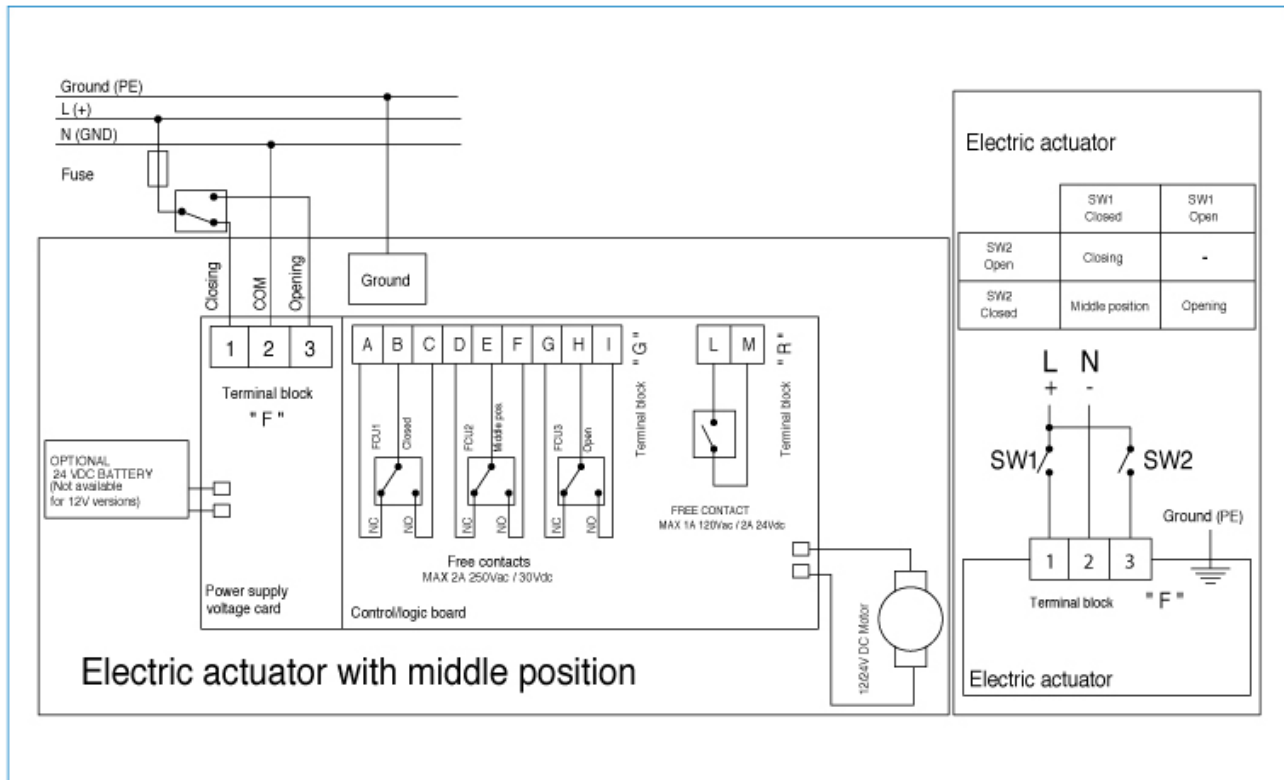 Ground (PE)
L (+)
N (GND)
Fuse
Closing
COM
Opening
Ground
1 2 3
Terminal block
" F "
A B C D E F G H I
Terminal block " G "
L M
Terminal block " R "
FCU1
Closed
FCU2
Middle pos.
FCU3
Open
NC
NO
NC
NO
NC
NO
Free contacts
MAX 2A 250Vac / 30Vdc
FREE CONTACT
MAX 1A 120Vac / 2A 24Vdc
OPTIONAL
24 VDC BATTERY
(Not available
for 12V versions)
Power supply
voltage card
Control/logic board
12/24V DC Motor
Electric actuator with middle position
Electric actuator
SW1
Closed
SW1
Open
SW2
Open
Closing
-
SW2
Closed
Middle position
Opening
L N
+ -
SW1
SW2
Ground (PE)
1 2 3
Terminal block " F "
Electric actuator